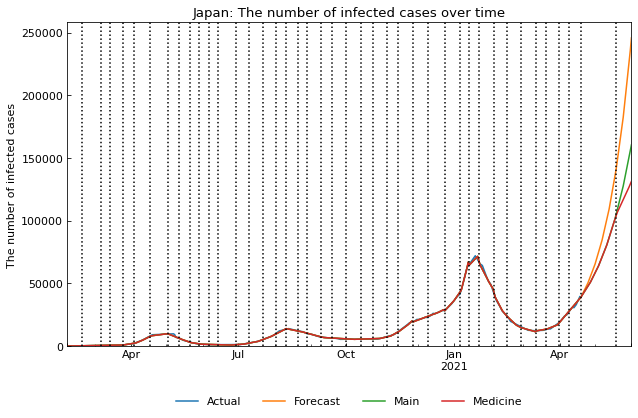 Japan: The number of infected cases over time
The number of infected cases
250000
200000
150000
100000
50000
0
Apr
Jul
Oct
Jan
2021
Apr
Actual
Forecast
Main
Medicine